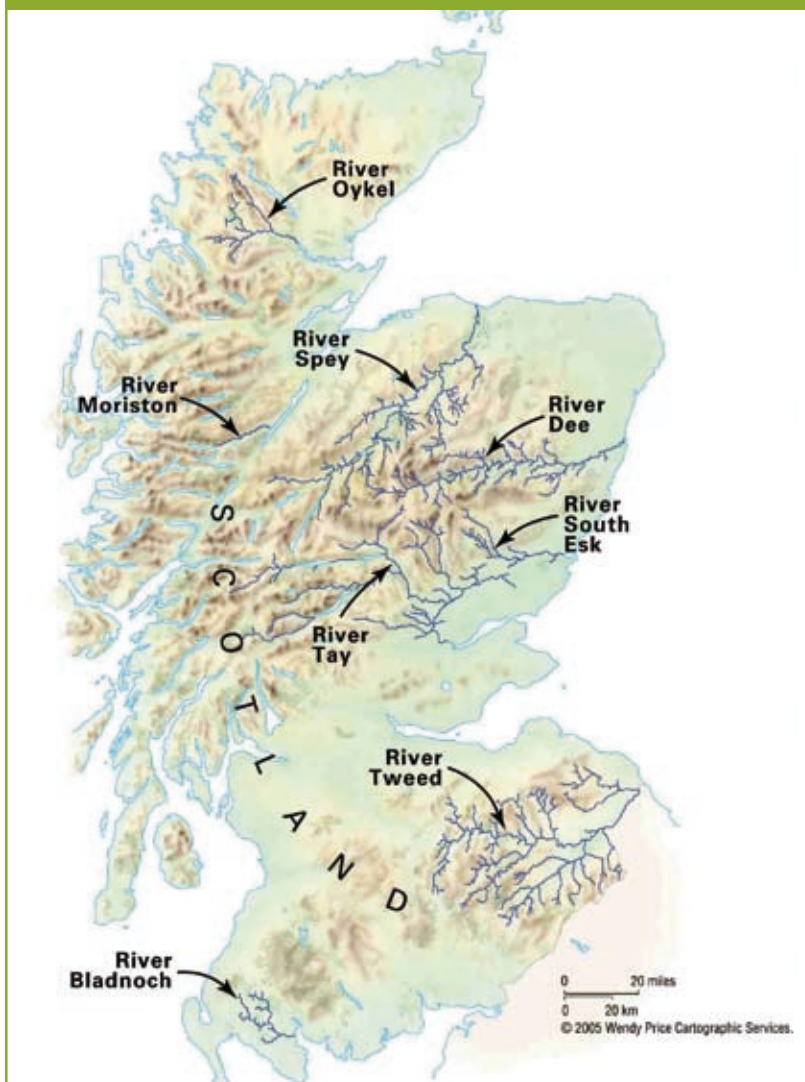 River
Oykel
River
Spey
River
Moriston
River
Dee
River
South
Esk
River
Tay
SCOTLAND
River
Tweed
River
Bladnoch
0 20 miles
0 20 km
© 2005 Wendy Price Cartographic Services.